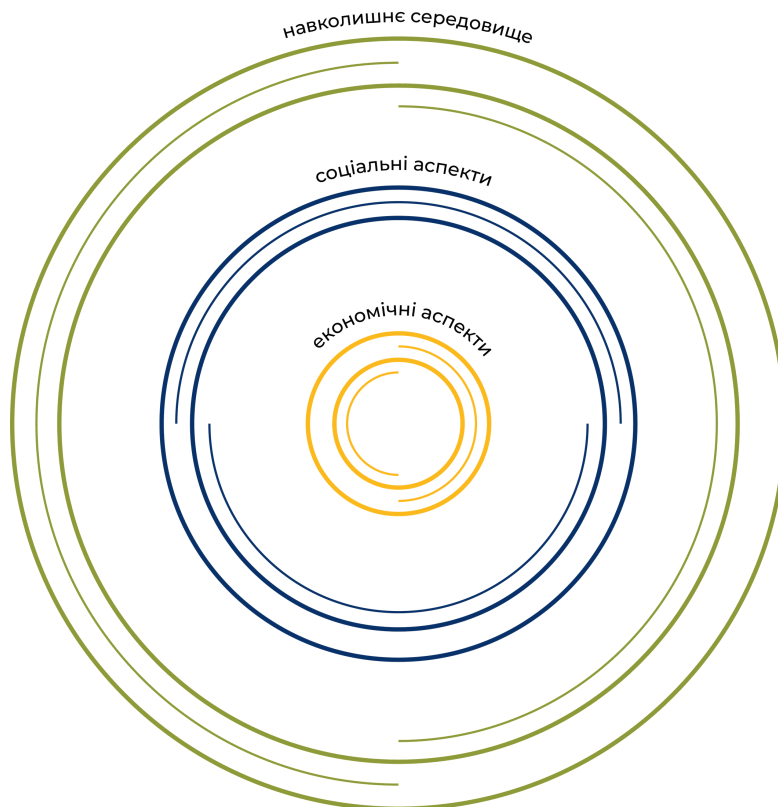 навколишнє середовище
соціальні аспекти
економічні аспекти